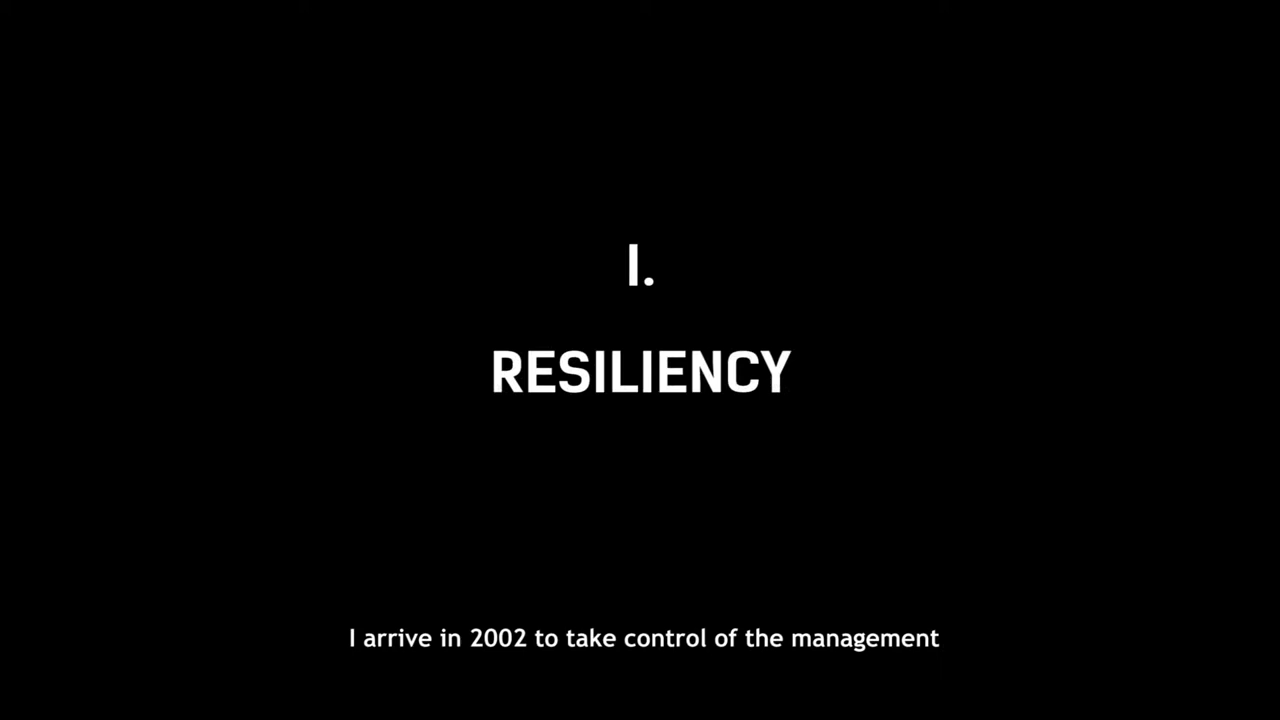 I.
RESILIENCY
I arrive in 2002 to take control of the management